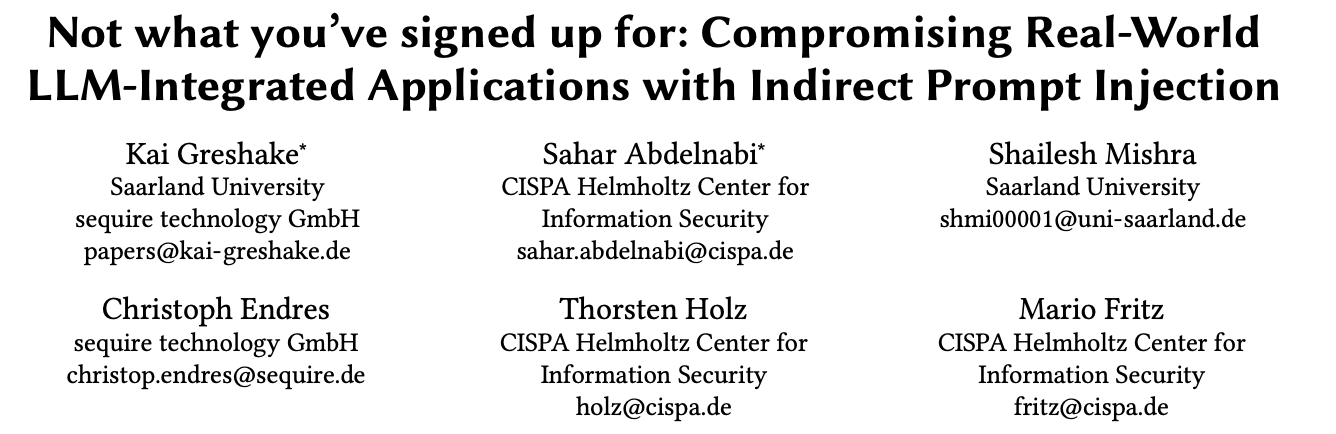 Not what you’ve signed up for: Compromising Real-World
LLM-Integrated Applications with Indirect Prompt Injection
Kai Greshake*
Saarland University
sequire technology GmbH
papers@kai-greshake.de
Sahar Abdelnabi*
CISPA Helmholtz Center for
Information Security
sahar.abdelnabi@cispa.de
Shailesh Mishra
Saarland University
shmi00001@uni-saarland.de
Christoph Endres
sequire technology GmbH
christop.endres@sequire.de
Thorsten Holz
CISPA Helmholtz Center for
Information Security
holz@cispa.de
Mario Fritz
CISPA Helmholtz Center for
Information Security
fritz@cispa.de